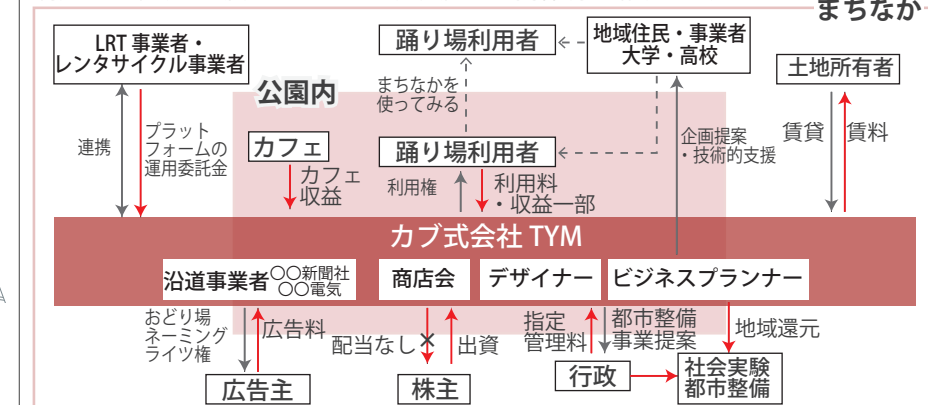 まちなか
LRT 事業者・
レンタサイクル事業者
踊り場利用者
地域住民・事業者
大学・高校
土地所有者
公園内
まちなかを
使ってみる
連携
プラット
フォームの
運用委託金
カフェ
カフェ
収益
踊り場利用者
利用権
利用料
・収益一部
企画提案
・技術的支援
賃貸
賃料
カブ式会社 TYM
沿道事業者
〇〇新聞社
〇〇電気
商店会
デザイナー
ビジネスプランナー
おどり場
ネーミング
ライツ権
広告料
配当なし
出資
指定
管理料
都市整備
事業提案
地域還元
広告主
株主
行政
社会実験
都市整備